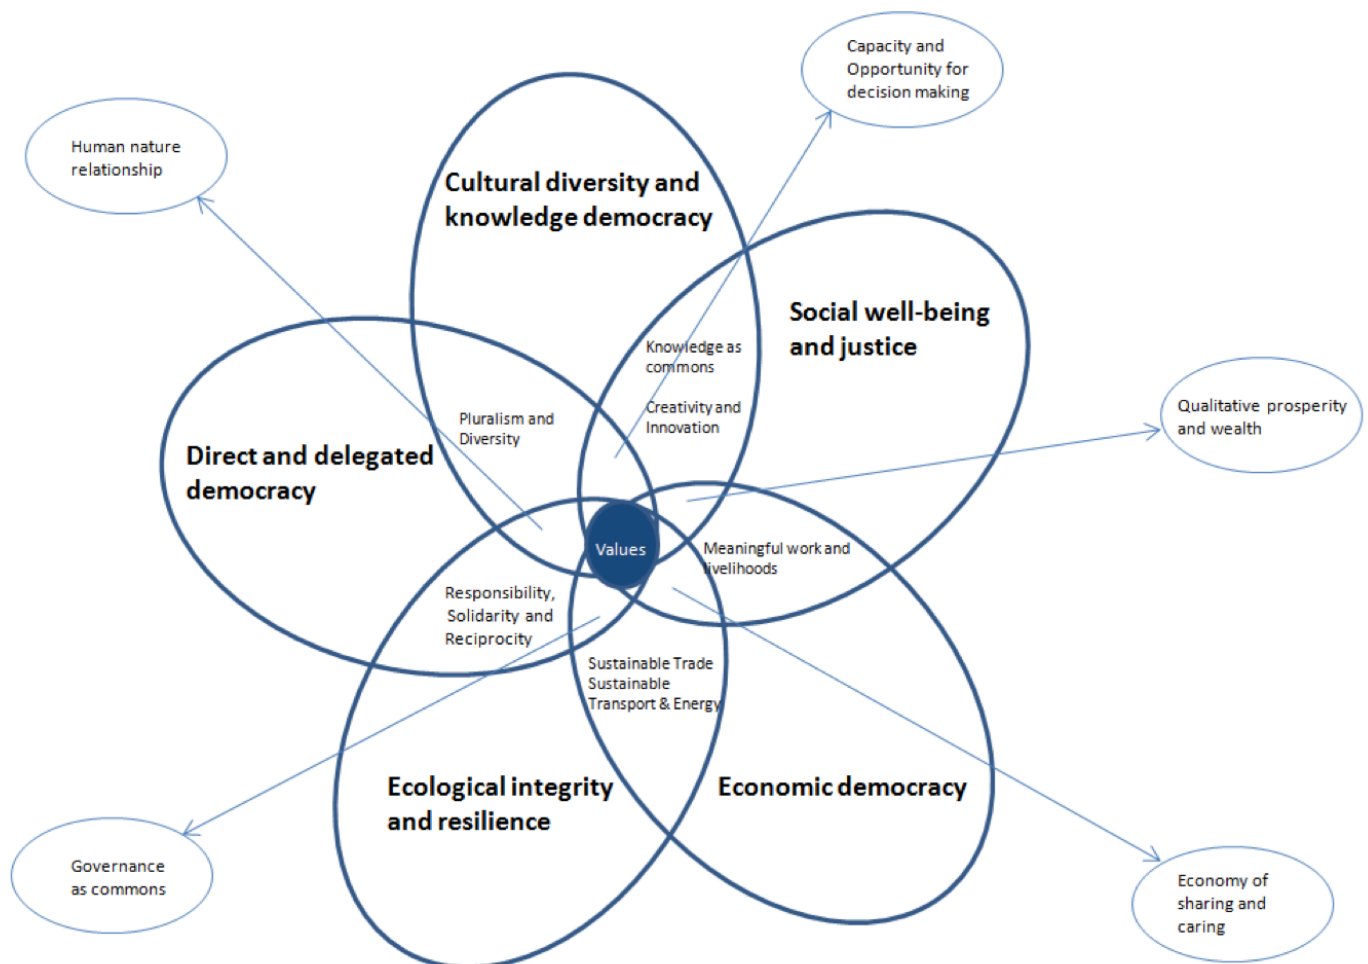 Capacity and
Opportunity for
decision making
Human nature
relationship
Cultural diversity and
knowledge democracy
Social well-being
and justice
Knowledge as
commons
Creativity and
Innovation
Qualitative prosperity
and wealth
Pluralism and
Diversity
Direct and delegated
democracy
Values
Meaningful work and
livelihoods
Responsibility,
Solidarity and
Reciprocity
Sustainable Trade
Sustainable
Transport & Energy
Ecological integrity
and resilience
Economic democracy
Governance
as commons
Economy of
sharing and
caring